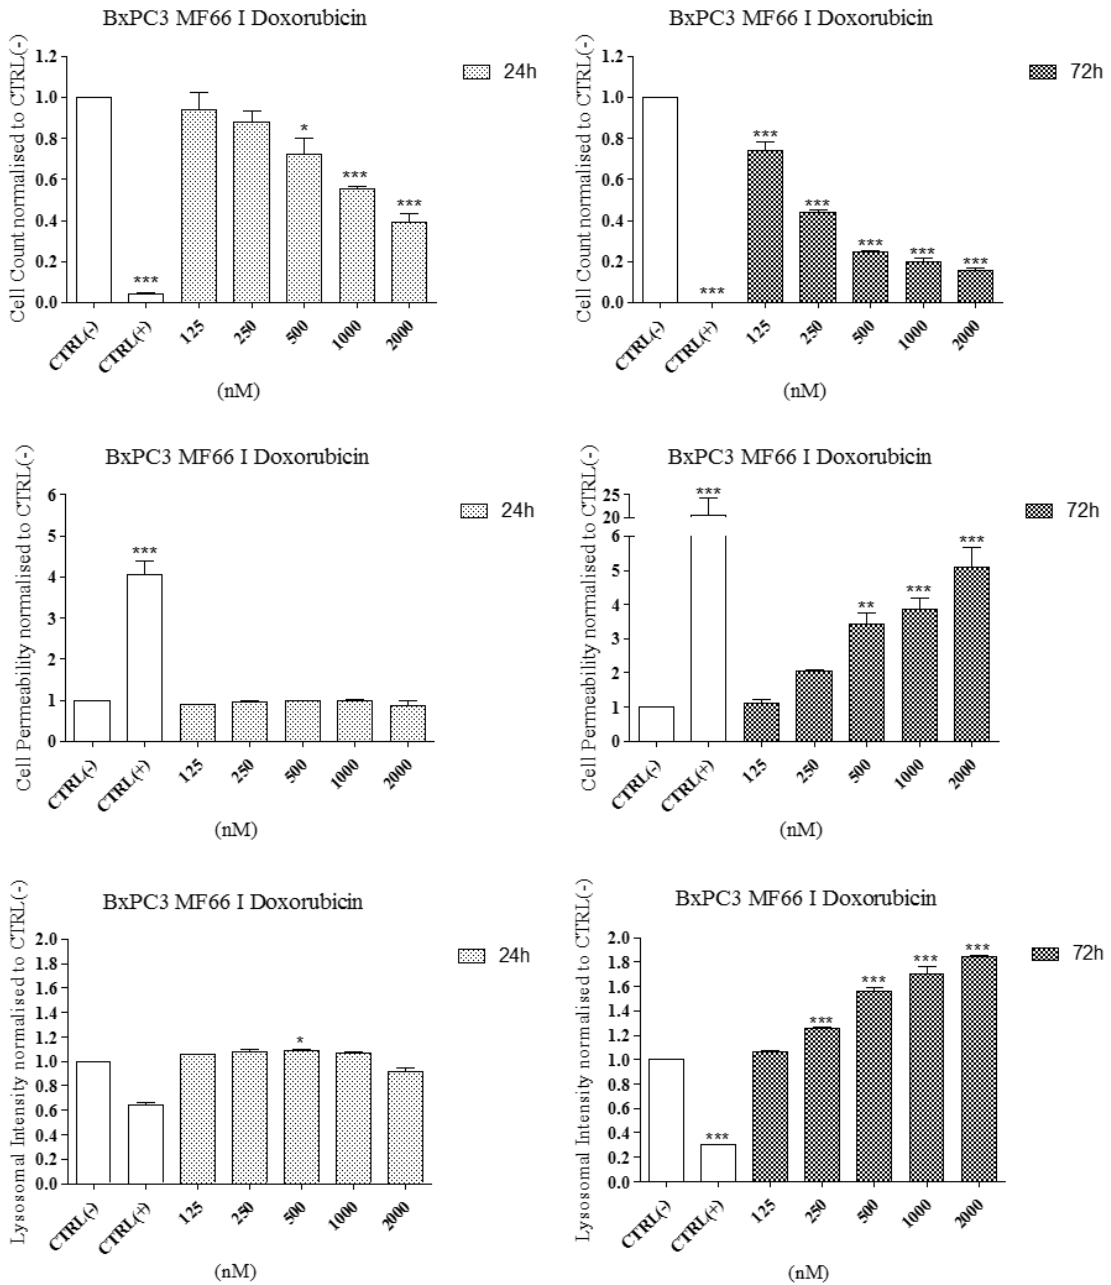 BxPC3 MF66 I Doxorubicin
Cell Count normalised to CTRL(-)
1.2
1.0
0.8
0.6
0.4
0.2
0.0
***
*
***
***
CTRL(-)
CTRL(+)
125
250
500
1000
2000
(nM)
24h
BxPC3 MF66 I Doxorubicin
Cell Count normalised to CTRL(-)
1.2
1.0
0.8
0.6
0.4
0.2
0.0
***
***
***
***
***
***
CTRL(-)
CTRL(+)
125
250
500
1000
2000
(nM)
72h
BxPC3 MF66 I Doxorubicin
Cell Permeability normalised to CTRL(-)
6
5
4
3
2
1
0
***
CTRL(-)
CTRL(+)
125
250
500
1000
2000
(nM)
24h
BxPC3 MF66 I Doxorubicin
Cell Permeability normalised to CTRL(-)
25
20
6
5
4
3
2
1
0
***
**
***
***
CTRL(-)
CTRL(+)
125
250
500
1000
2000
(nM)
72h
BxPC3 MF66 I Doxorubicin
Lysosomal Intensity normalised to CTRL(-)
2.0
1.8
1.6
1.4
1.2
1.0
0.8
0.6
0.4
0.2
0.0
*
CTRL(-)
CTRL(+)
125
250
500
1000
2000
(nM)
24h
BxPC3 MF66 I Doxorubicin
Lysosomal Intensity normalised to CTRL(-)
2.0
1.8
1.6
1.4
1.2
1.0
0.8
0.6
0.4
0.2
0.0
***
***
***
***
***
CTRL(-)
CTRL(+)
125
250
500
1000
2000
(nM)
72h